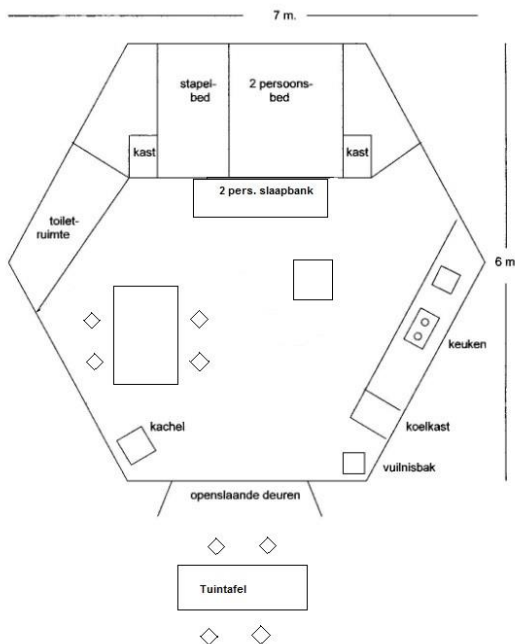 7 m.
stapel-
bed
2 persoons-
bed
kast
kast
2 pers. slaapbank
toilet-
ruimte
6 m
keuken
koelkast
kachel
vuilnisbak
openslaande deuren
Tuintafel